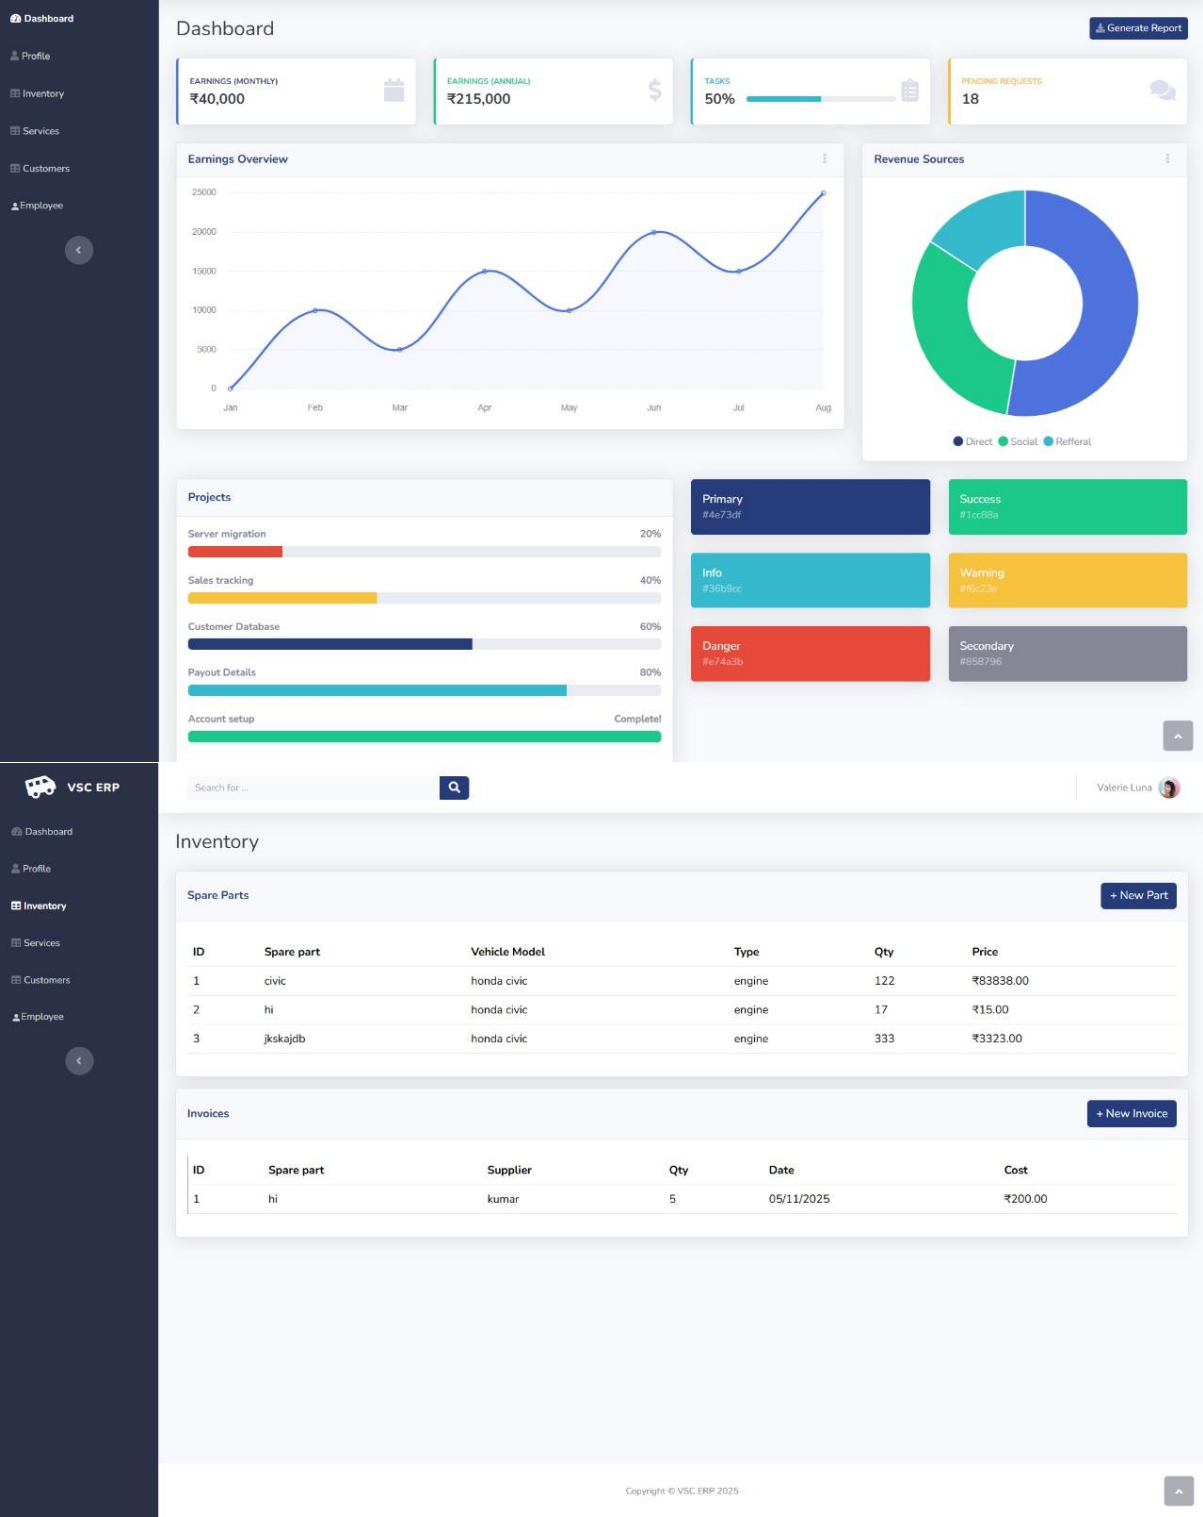 Dashboard
Profile
Inventory
Services
Customers
Employee
Dashboard
Generate Report
EARNINGS (MONTHLY)
₹40,000
EARNINGS (ANNUAL)
₹215,000
TASKS
50%
PENDING REQUESTS
18
Earnings Overview
25000
20000
15000
10000
5000
0
Jan Feb Mar Apr May Jun Jul Aug
Revenue Sources
Direct Social Refferal
Projects
Server migration 20%
Sales tracking 40%
Customer Database 60%
Payout Details 80%
Account setup Complete!
Primary
#4e73df
Success
#1cc88a
Info
#36b9cc
Warning
#f6c23e
Danger
#e74a3b
Secondary
#858796
VSC ERP
Dashboard
Profile
Inventory
Services
Customers
Employee
Search for ...
Valerie Luna
Inventory
Spare Parts
+ New Part
ID Spare part Vehicle Model Type Qty Price
1 civic honda civic engine 122 ₹83838.00
2 hi honda civic engine 17 ₹15.00
3 jkskajdb honda civic engine 333 ₹3323.00
Invoices
+ New Invoice
ID Spare part Supplier Qty Date Cost
1 hi kumar 5 05/11/2025 ₹200.00
Copyright © VSC ERP 2025